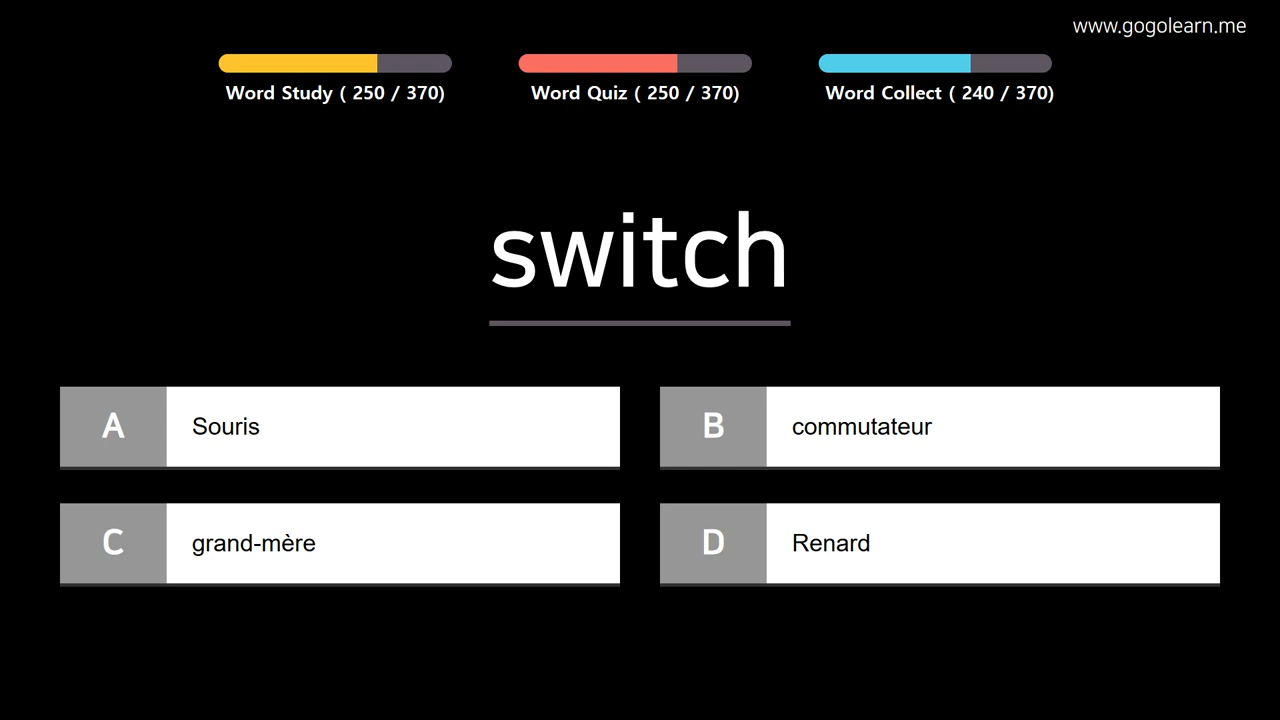 www.gogolearn.me
Word Study ( 250 / 370)
Word Quiz ( 250 / 370)
Word Collect ( 240 / 370)
switch
A Souris
B commutateur
C grand-mère
D Renard